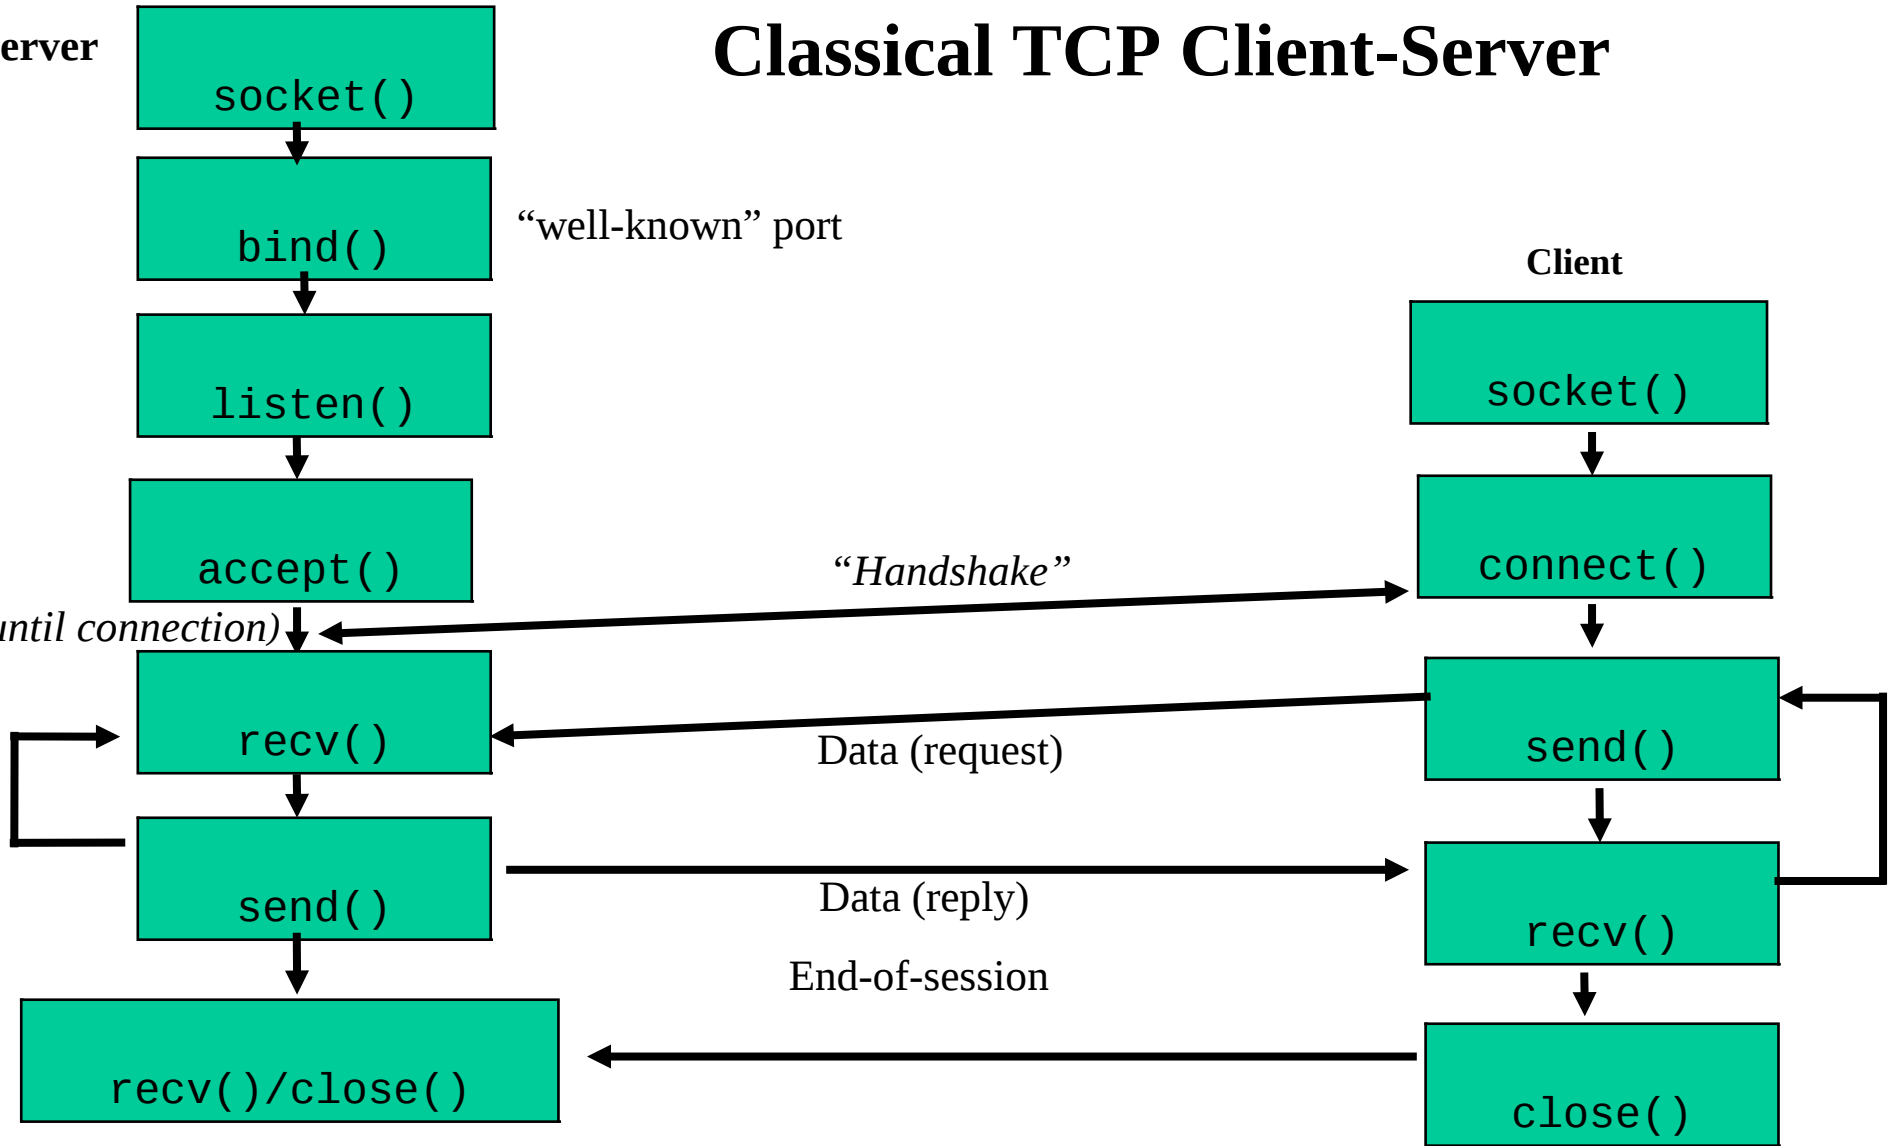 erver
Classical TCP Client-Server
socket()
bind()
“well-known” port
Client
listen()
socket()
accept()
“Handshake”
connect()
until connection)
recv()
Data (request)
send()
send()
Data (reply)
recv()
End-of-session
recv()/close()
close()